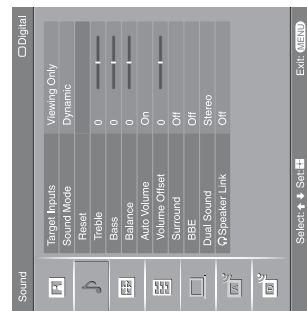 Sound Digital
Target Inputs Viewing Only
Sound Mode Dynamic
Reset
Treble 0
Bass 0
Balance 0
Auto Volume On
Volume Offset 0
Surround Off
BBE Off
Dual Sound Stereo
Speaker Link Off
Select: Set: Exit: MENU